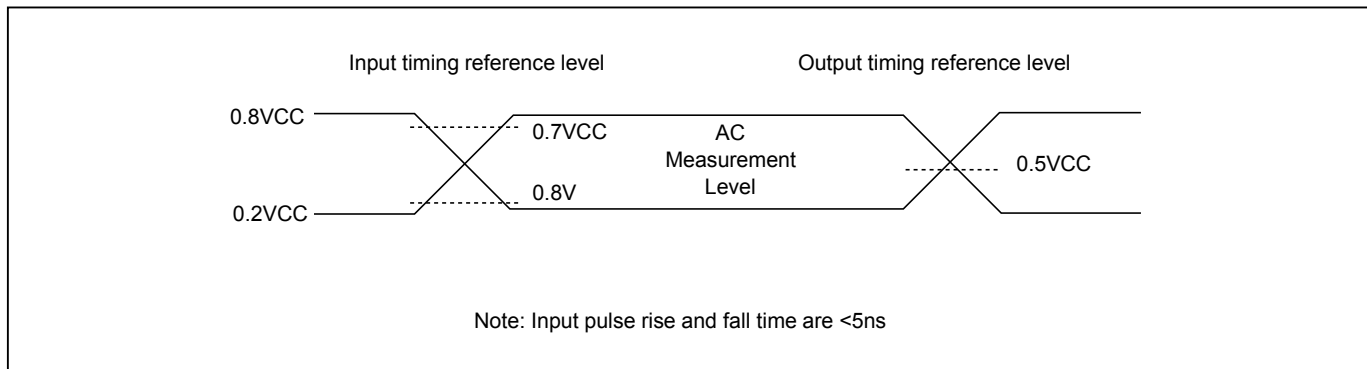 Input timing reference level
Output timing reference level
0.8VCC
0.7VCC
AC
Measurement
Level
0.5VCC
0.8V
0.2VCC
Note: Input pulse rise and fall time are <5ns